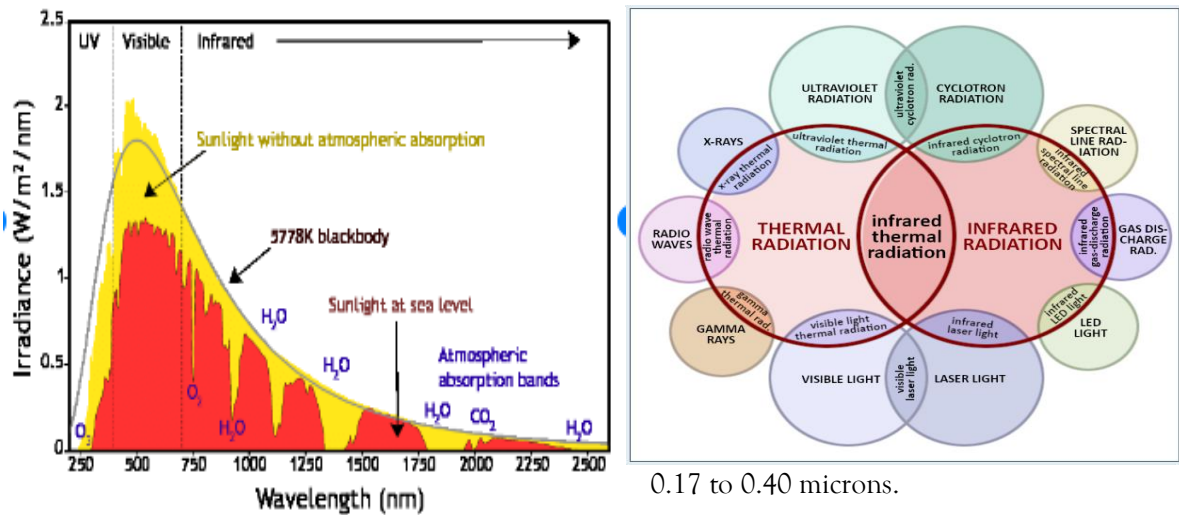 2.5
2
1.5
1
0.5
0
Irradiance (W/m²/nm)
UV
Visible
Infrared
Sunlight without atmospheric absorption
5778K blackbody
Sunlight at sea level
H₂O
H₂O
Atmospheric
absorption bands
H₂O
CO₂
H₂O
O₃
O₂
H₂O
250 500 750 1000 1250 1500 1750 2000 2250 2500
Wavelength (nm)
ULTRAVIOLET
RADIATION
ultraviolet
cyclotron rad.
CYCLOTRON
RADIATION
X-RAYS
x-ray thermal
radiation
ultraviolet thermal
radiation
infrared cyclotron
radiation
infrared
spectral line
radiation
SPECTRAL
LINE RAD-
IATION
RADIO
WAVES
radio wave
thermal
radiation
THERMAL
RADIATION
infrared
thermal
radiation
INFRARED
RADIATION
infrared
gas-discharge
radiation
GAS DIS-
CHARGE
RAD.
GAMMA
RAYS
gamma
thermal rad.
visible light
thermal radiation
infrared
laser light
infrared
LED light
LED
LIGHT
VISIBLE LIGHT
visible
laser light
LASER LIGHT
0.17 to 0.40 microns.